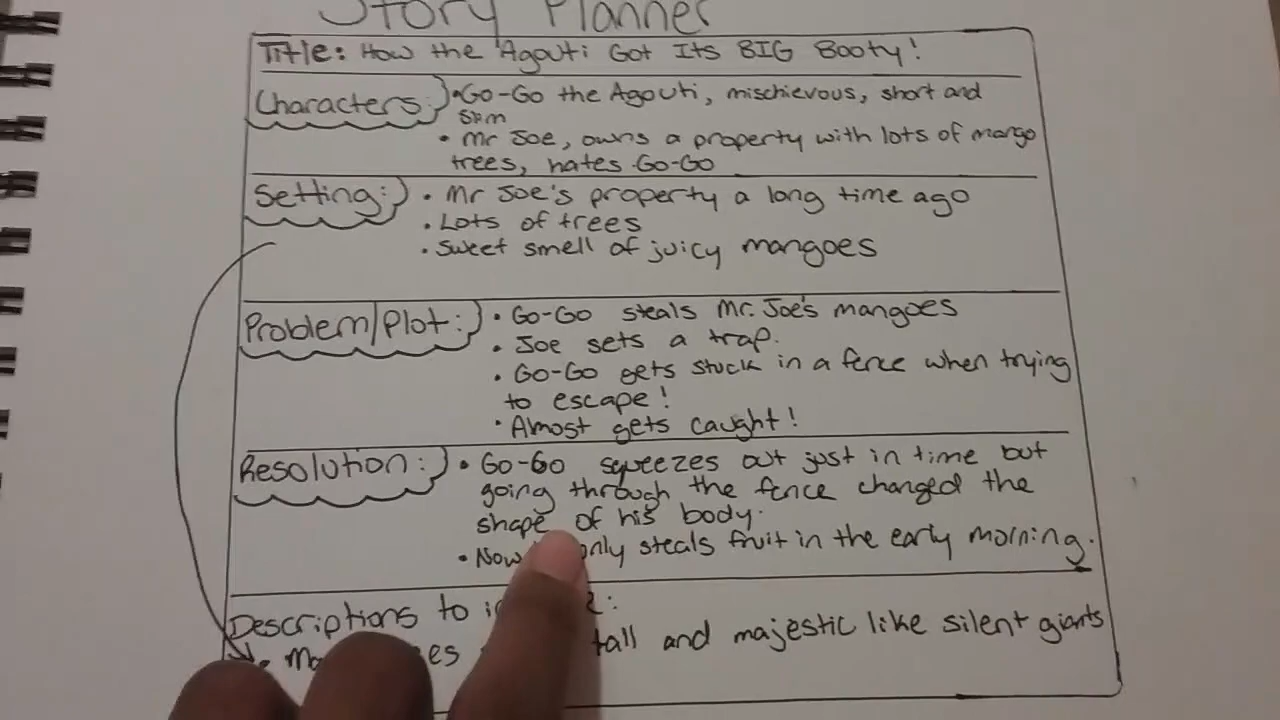 Story Planner
Title: How the Agouti Got Its BIG Booty!
Characters: • Go-Go the Agouti, mischievous, short and
slim
• Mr Joe, owns a property with lots of mango
trees, hates Go-Go
Setting: • Mr Joe's property a long time ago
• Lots of trees
• Sweet smell of juicy mangoes
Problem/Plot: • Go-Go steals Mr. Joe's mangoes
• Joe sets a trap.
• Go-Go gets stuck in a fence when trying
to escape!
• Almost gets caught!
Resolution: • Go-Go squeezes out just in time but
going through the fence changed the
shape of his body.
• Now only steals fruit in the early morning.
Descriptions to
• tall and majestic like silent giants